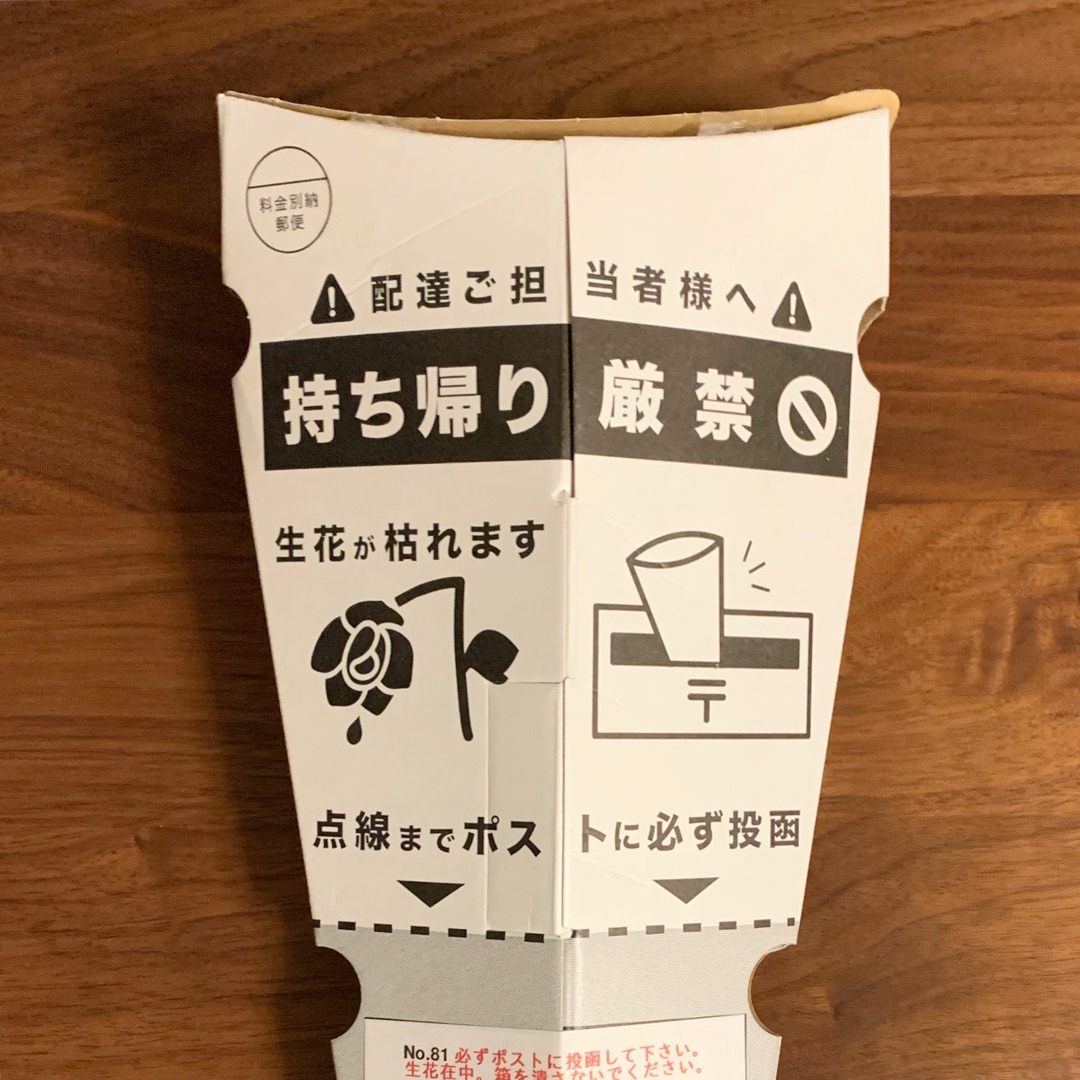 料金別納
郵便
配達ご担当者様へ
持ち帰り厳禁
生花が枯れます
〒
点線までポストに必ず投函
No.81 必ずポストに投函して下さい。
生花在中。箱を潰さないでください。